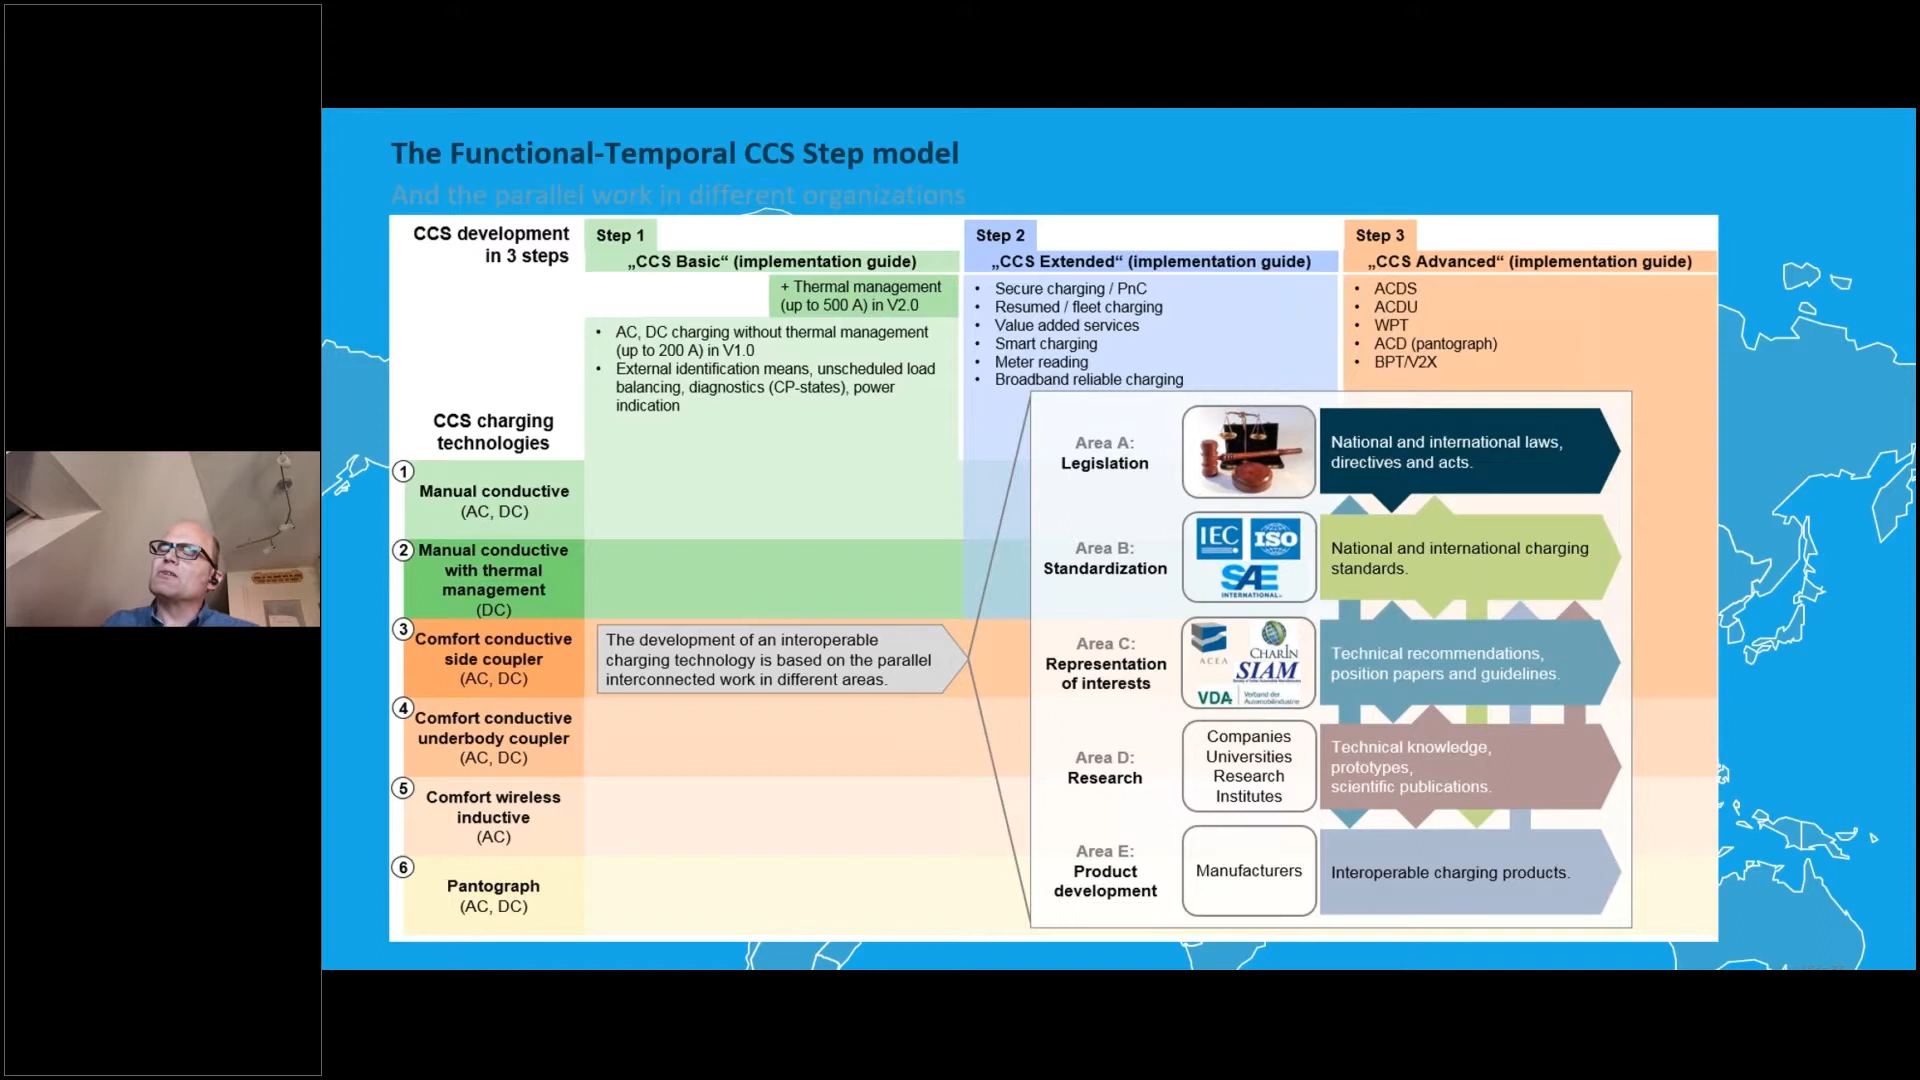 The Functional-Temporal CCS Step model
And the parallel work in different organizations
CCS development
in 3 steps
Step 1
„CCS Basic“ (implementation guide)
+ Thermal management
(up to 500 A) in V2.0
• AC, DC charging without thermal management
(up to 200 A) in V1.0
• External identification means, unscheduled load
balancing, diagnostics (CP-states), power
indication
Step 2
„CCS Extended“ (implementation guide)
• Secure charging / PnC
• Resumed / fleet charging
• Value added services
• Smart charging
• Meter reading
• Broadband reliable charging
Step 3
„CCS Advanced“ (implementation guide)
• ACDS
• ACDU
• WPT
• ACD (pantograph)
• BPT/V2X
CCS charging
technologies
1
Manual conductive
(AC, DC)
2
Manual conductive
with thermal
management
(DC)
3
Comfort conductive
side coupler
(AC, DC)
4
Comfort conductive
underbody coupler
(AC, DC)
5
Comfort wireless
inductive
(AC)
6
Pantograph
(AC, DC)
The development of an interoperable
charging technology is based on the parallel
interconnected work in different areas.
Area A:
Legislation
National and international laws,
directives and acts.
Area B:
Standardization
IEC
ISO
SAE
INTERNATIONAL
National and international charging
standards.
Area C:
Representation
of interests
ACEA
CHARIN
SIAM
VDA
Verband der
Automobilindustrie
Technical recommendations,
position papers and guidelines.
Area D:
Research
Companies
Universities
Research
Institutes
Technical knowledge,
prototypes,
scientific publications.
Area E:
Product
development
Manufacturers
Interoperable charging products.